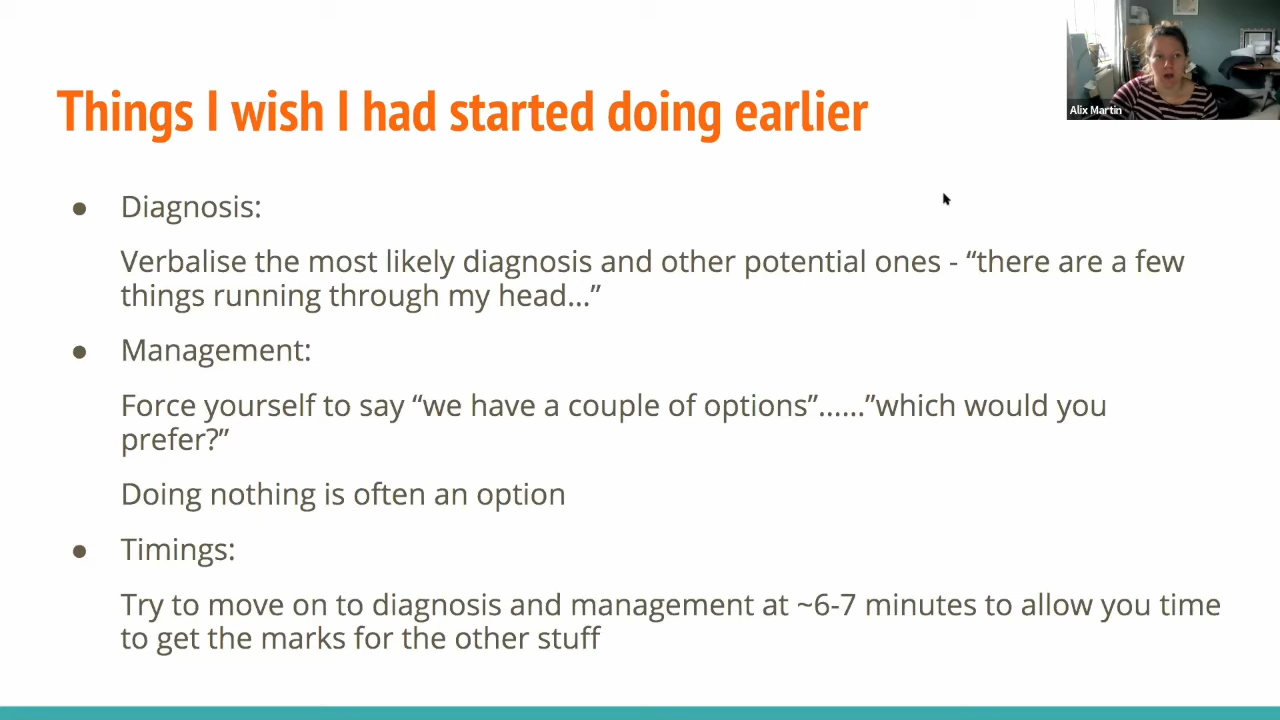 Things I wish I had started doing earlier
Alix Martin
● Diagnosis:
Verbalise the most likely diagnosis and other potential ones - “there are a few
things running through my head…”
● Management:
Force yourself to say “we have a couple of options”......”which would you
prefer?”
Doing nothing is often an option
● Timings:
Try to move on to diagnosis and management at ~6-7 minutes to allow you time
to get the marks for the other stuff